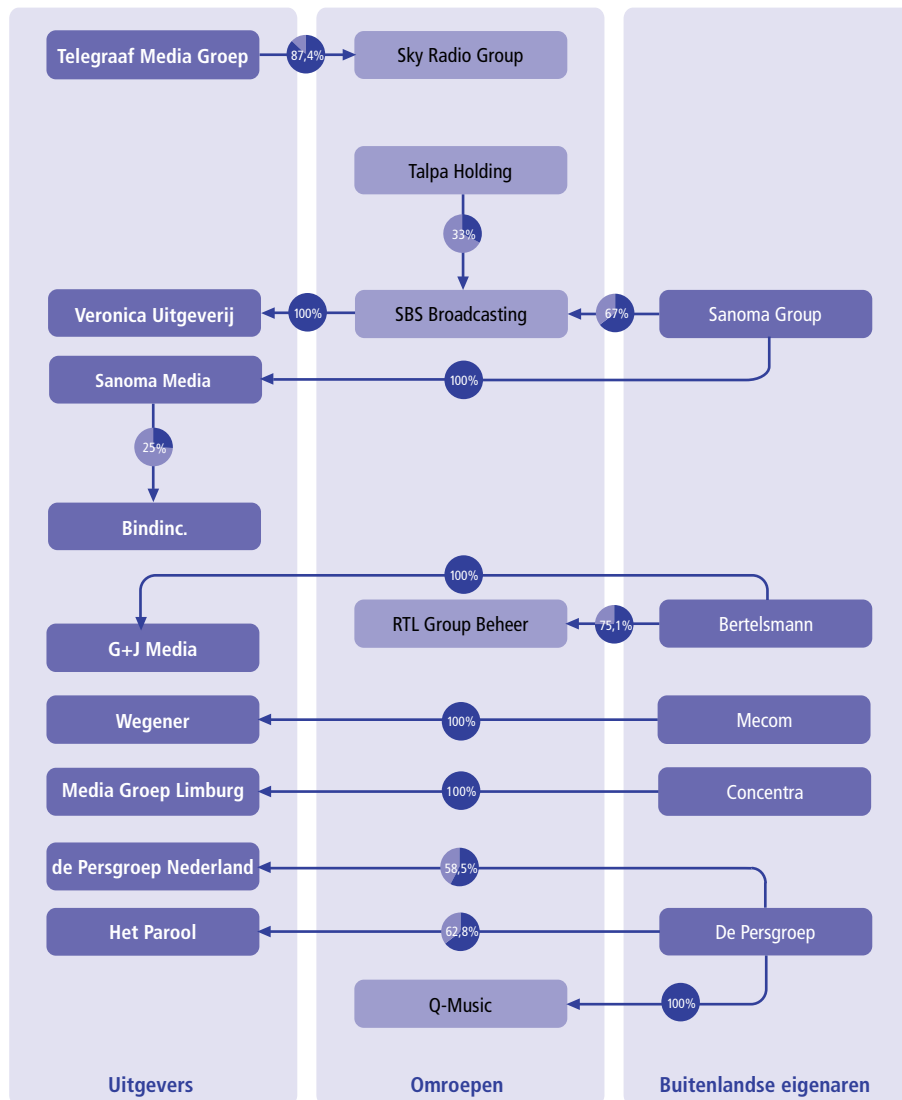 Telegraaf Media Groep
87,4%
Sky Radio Group
Talpa Holding
33%
Veronica Uitgeverij
100%
SBS Broadcasting
67%
Sanoma Group
Sanoma Media
100%
25%
Bindinc.
100%
RTL Group Beheer
75,1%
Bertelsmann
G+J Media
Wegener
100%
Mecom
Media Groep Limburg
100%
Concentra
de Persgroep Nederland
58,5%
Het Parool
62,8%
De Persgroep
Q-Music
100%
Uitgevers
Omroepen
Buitenlandse eigenaren